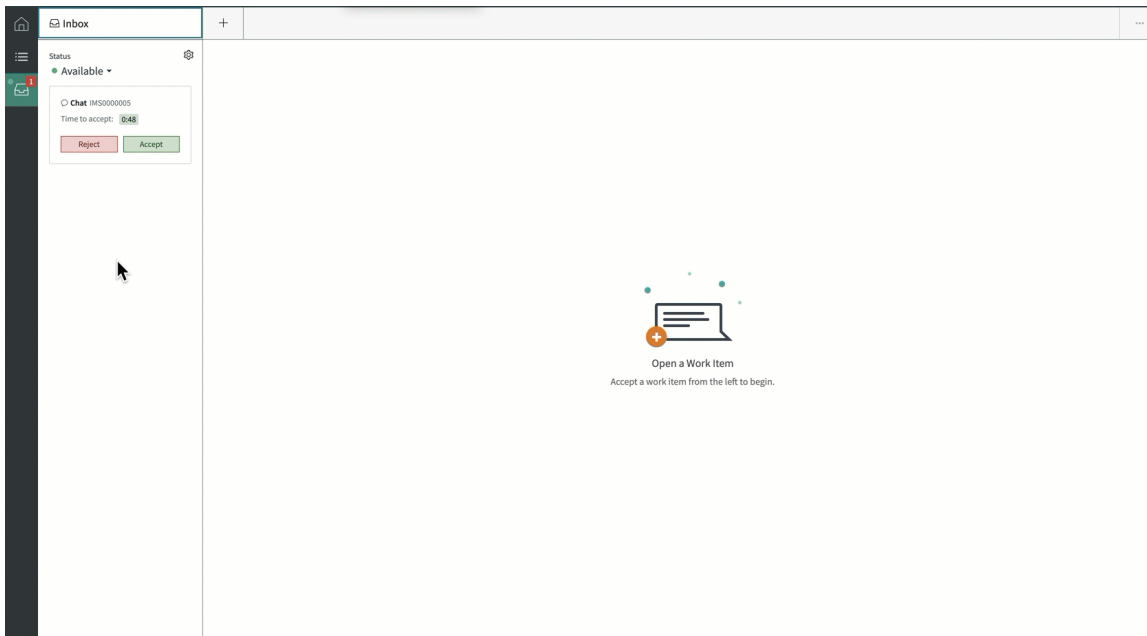 Inbox
Status
Available
1
Chat IMS0000005
Time to accept: 0:48
Reject Accept
Open a Work Item
Accept a work item from the left to begin.